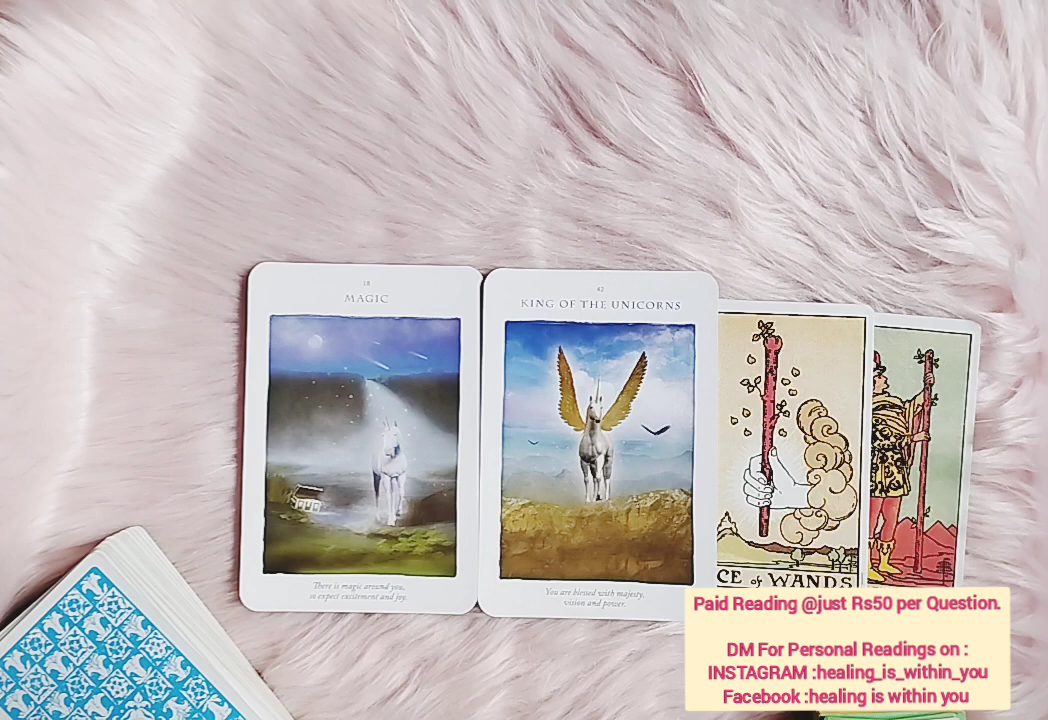 18
MAGIC
There is magic around you,
so expect excitement and joy.
42
KING OF THE UNICORNS
You are blessed with majesty,
vision and power.
CE of WANDS
Paid Reading @just Rs50 per Question.
DM For Personal Readings on :
INSTAGRAM :healing_is_within_you
Facebook :healing is within you